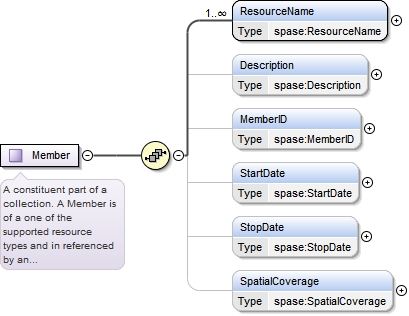 1..∞
ResourceName
Type spase:ResourceName
Description
Type spase:Description
MemberID
Type spase:MemberID
Member
StartDate
Type spase:StartDate
A constituent part of a
collection. A Member is
of a one of the
supported resource
types and in referenced
by an...
StopDate
Type spase:StopDate
SpatialCoverage
Type spase:SpatialCoverage